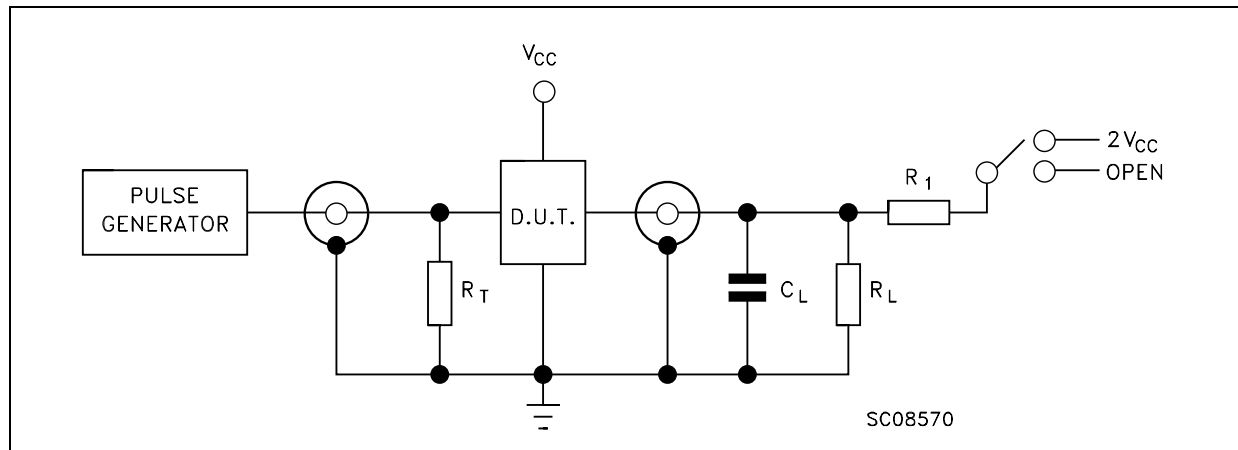 VCC
2VCC
OPEN
R1
PULSE
GENERATOR
D.U.T.
RT
CL
RL
SC08570